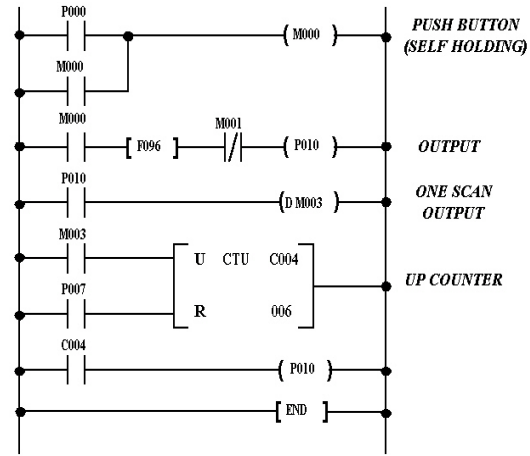 P000
( M000 )
PUSH BUTTON
(SELF HOLDING)
M000
M000
[ F096 ]
M001
( P010 )
OUTPUT
P010
(D M003 )
ONE SCAN
OUTPUT
M003
U CTU C004
UP COUNTER
P007
R 006
C004
( P010 )
[ END ]